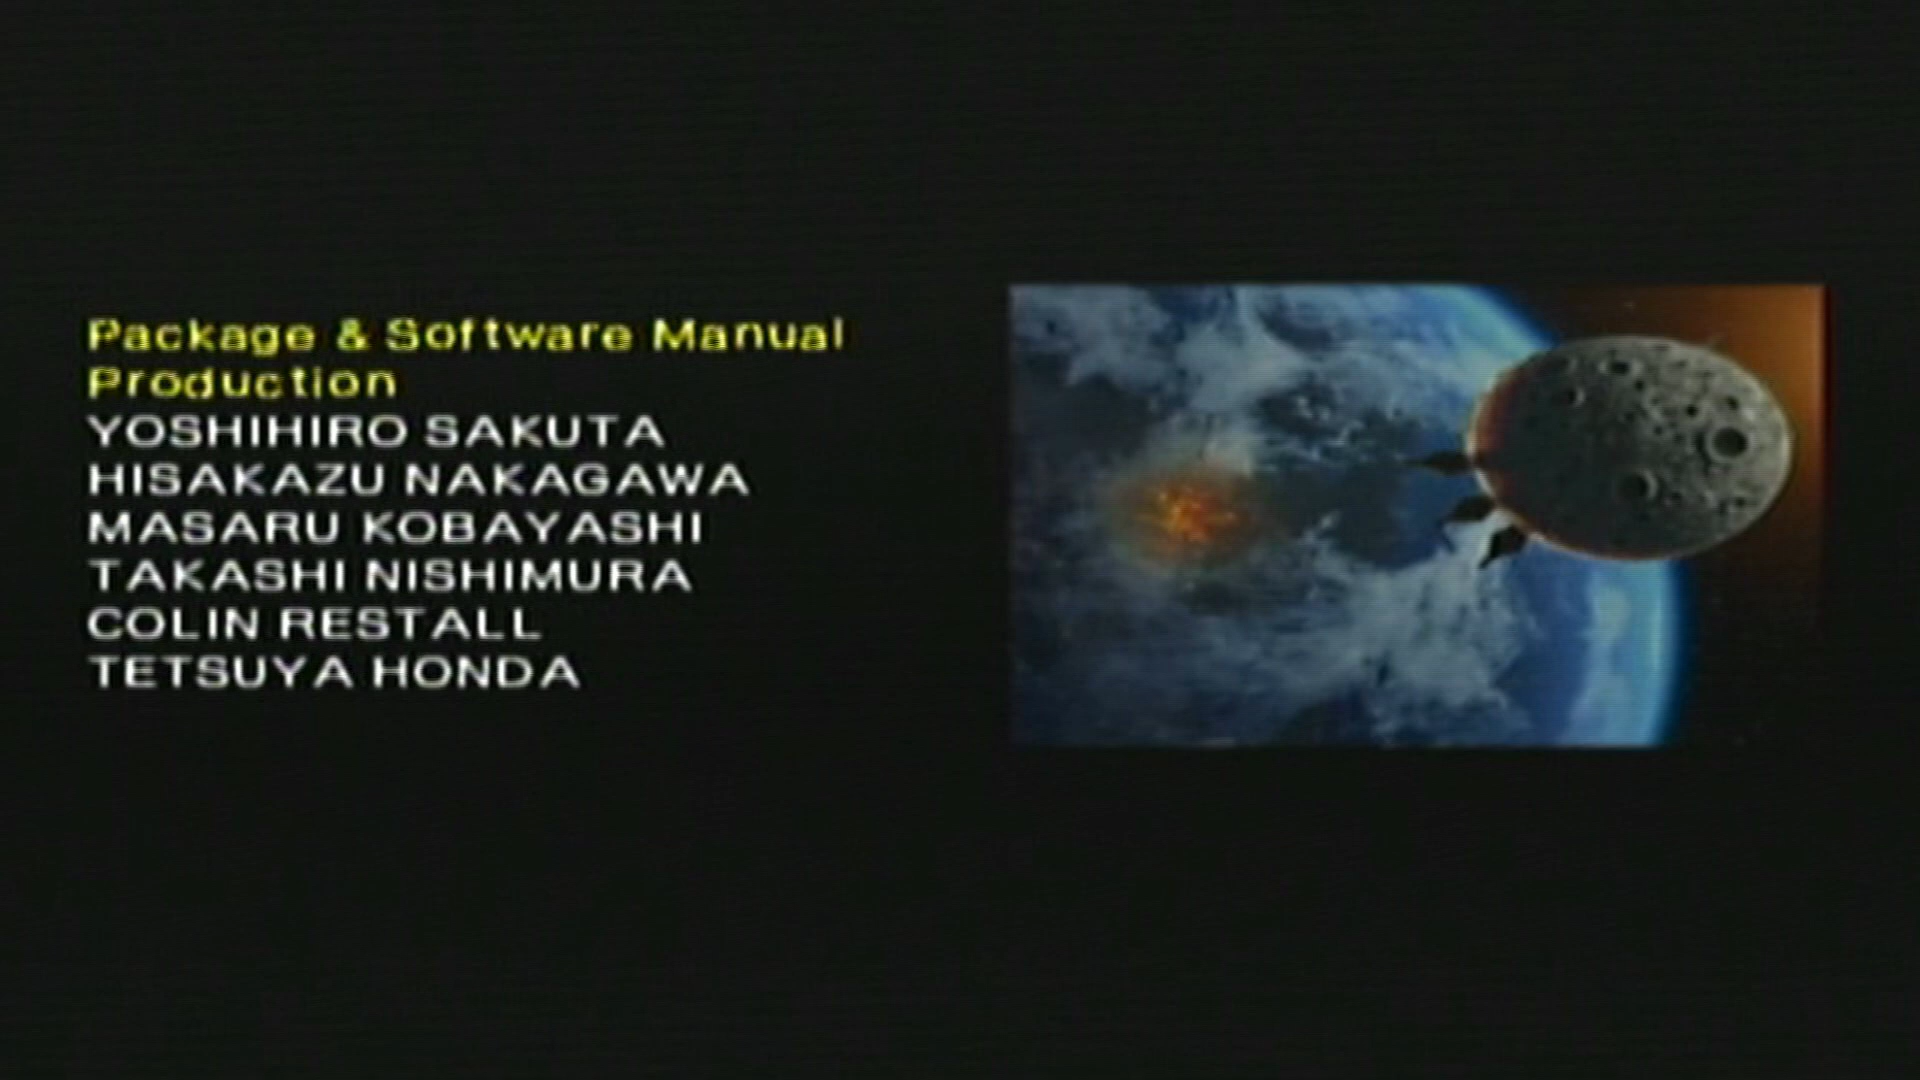 Package & Software Manual
Production
YOSHIHIRO SAKUTA
HISAKAZU NAKAGAWA
MASARU KOBAYASHI
TAKASHI NISHIMURA
COLIN RESTALL
TETSUYA HONDA